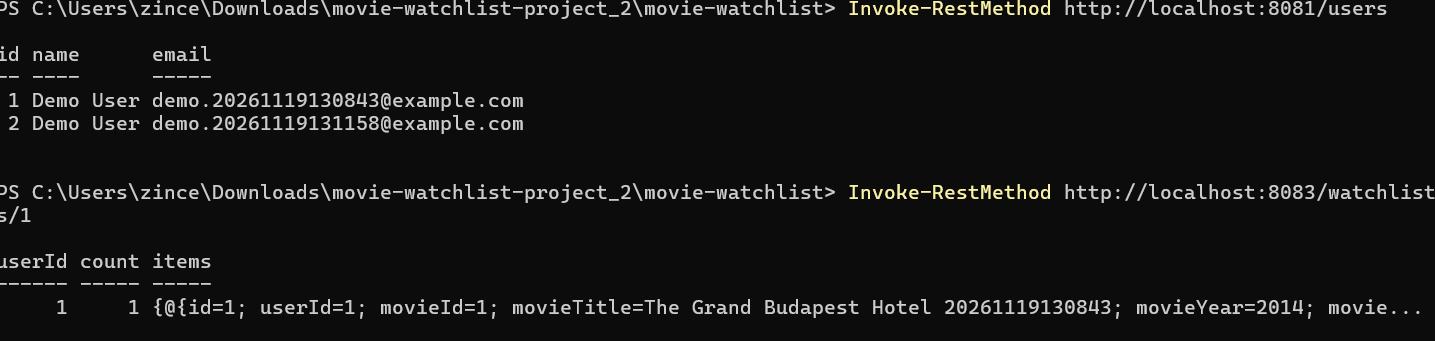 PS C:\Users\zince\Downloads\movie-watchlist-project_2\movie-watchlist> Invoke-RestMethod http://localhost:8081/users
id name      email
-- ----      -----
1 Demo User demo.20261119130843@example.com
2 Demo User demo.20261119131158@example.com
PS C:\Users\zince\Downloads\movie-watchlist-project_2\movie-watchlist> Invoke-RestMethod http://localhost:8083/watchlist
s/1
userId count items
------ ----- -----
1     1 {@{id=1; userId=1; movieId=1; movieTitle=The Grand Budapest Hotel 20261119130843; movieYear=2014; movie...